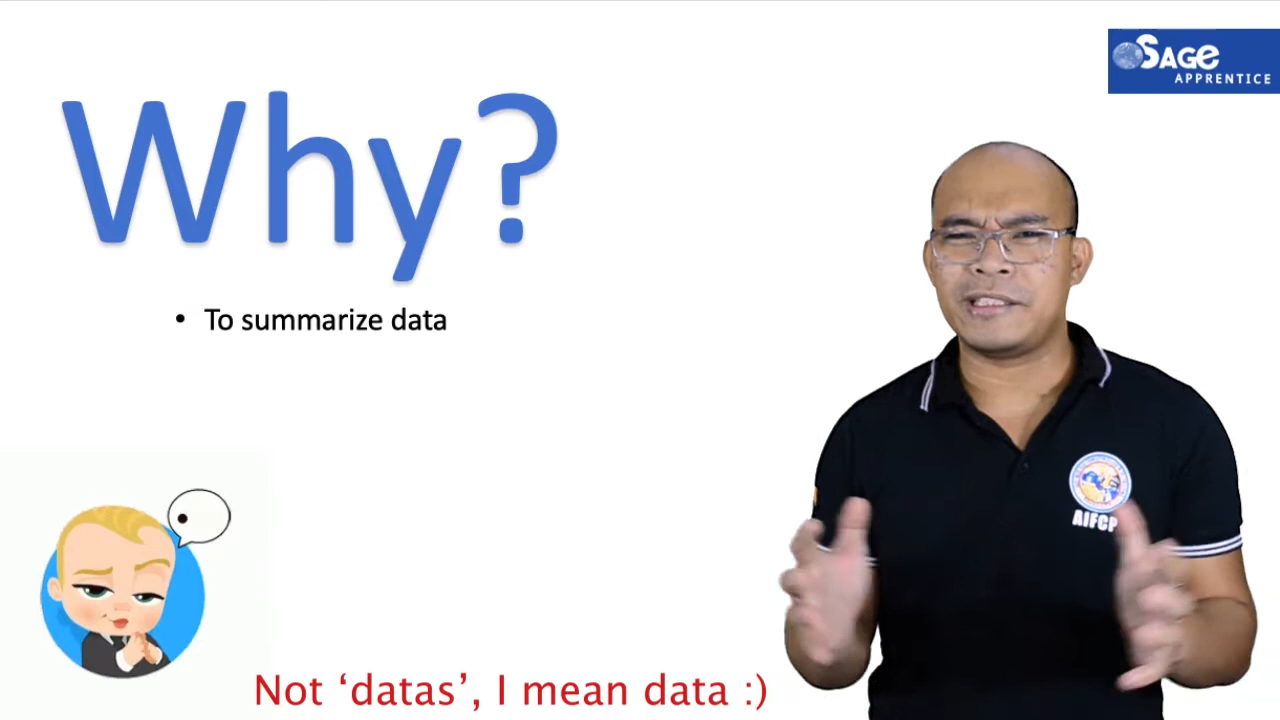 SAGE
APPRENTICE
Why?
• To summarize data
AIFCP
Not ‘datas’, I mean data :)